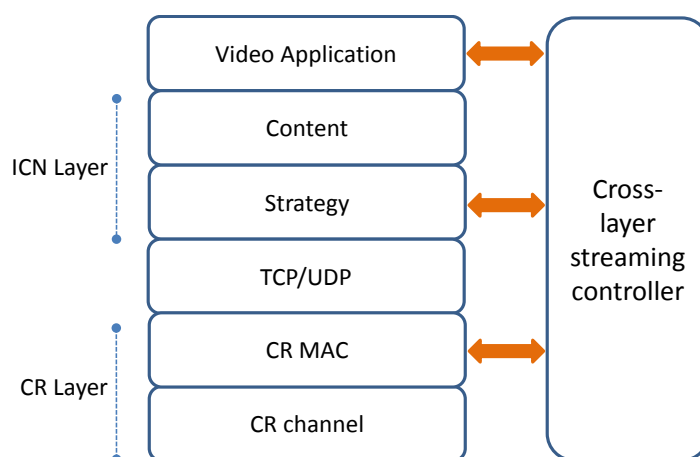 Video Application
Content
ICN Layer
Strategy
TCP/UDP
CR MAC
CR Layer
CR channel
Cross-
layer
streaming
controller